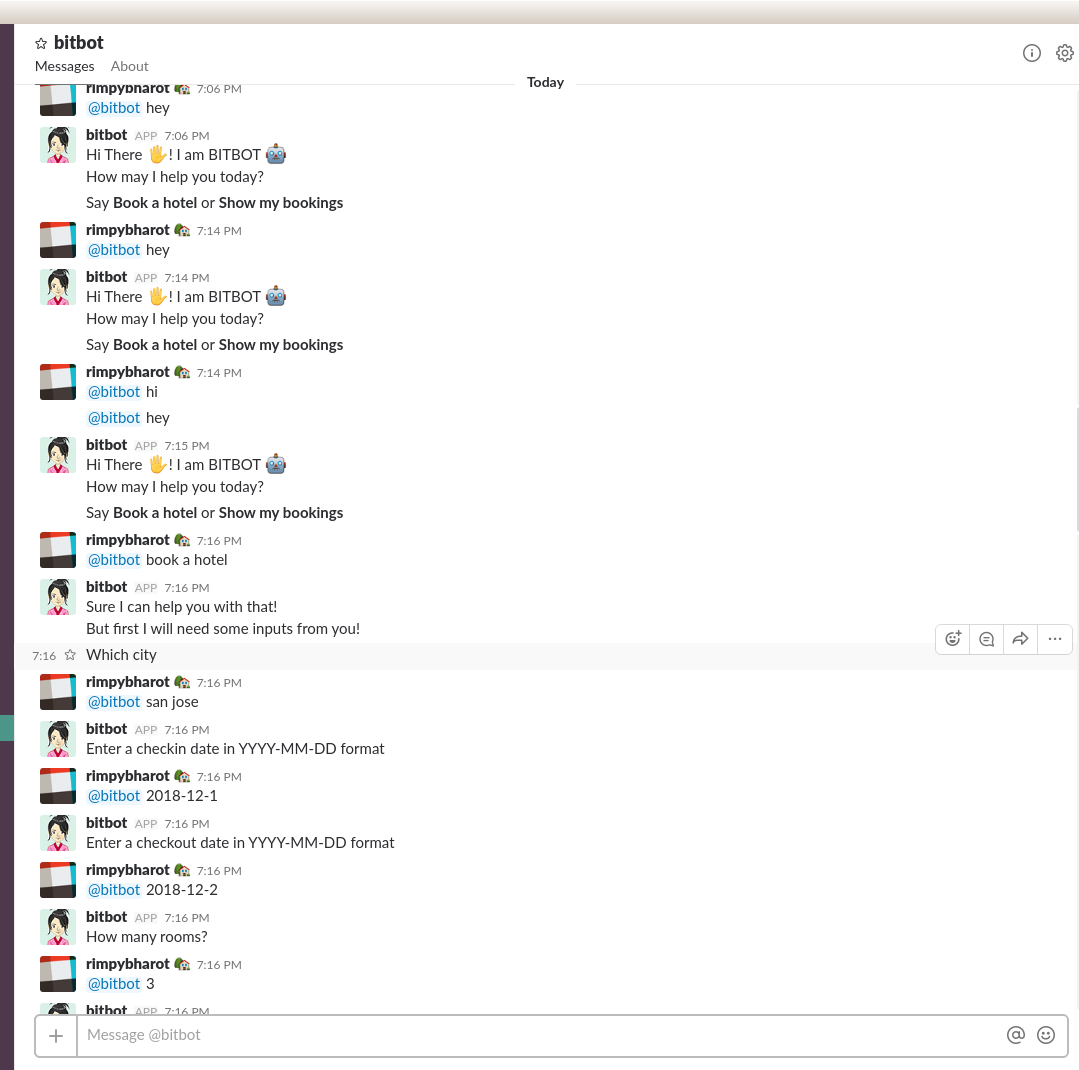 bitbot
Messages About
Today
rimpybharot 7:06 PM
@bitbot hey
bitbot APP 7:06 PM
Hi There 🖐! I am BITBOT 🤖
How may I help you today?
Say Book a hotel or Show my bookings
rimpybharot 7:14 PM
@bitbot hey
bitbot APP 7:14 PM
Hi There 🖐! I am BITBOT 🤖
How may I help you today?
Say Book a hotel or Show my bookings
rimpybharot 7:14 PM
@bitbot hi
@bitbot hey
bitbot APP 7:15 PM
Hi There 🖐! I am BITBOT 🤖
How may I help you today?
Say Book a hotel or Show my bookings
rimpybharot 7:16 PM
@bitbot book a hotel
bitbot APP 7:16 PM
Sure I can help you with that!
But first I will need some inputs from you!
7:16 Which city
rimpybharot 7:16 PM
@bitbot san jose
bitbot APP 7:16 PM
Enter a checkin date in YYYY-MM-DD format
rimpybharot 7:16 PM
@bitbot 2018-12-1
bitbot APP 7:16 PM
Enter a checkout date in YYYY-MM-DD format
rimpybharot 7:16 PM
@bitbot 2018-12-2
bitbot APP 7:16 PM
How many rooms?
rimpybharot 7:16 PM
@bitbot 3
bitbot APP 7:16 PM
Message @bitbot